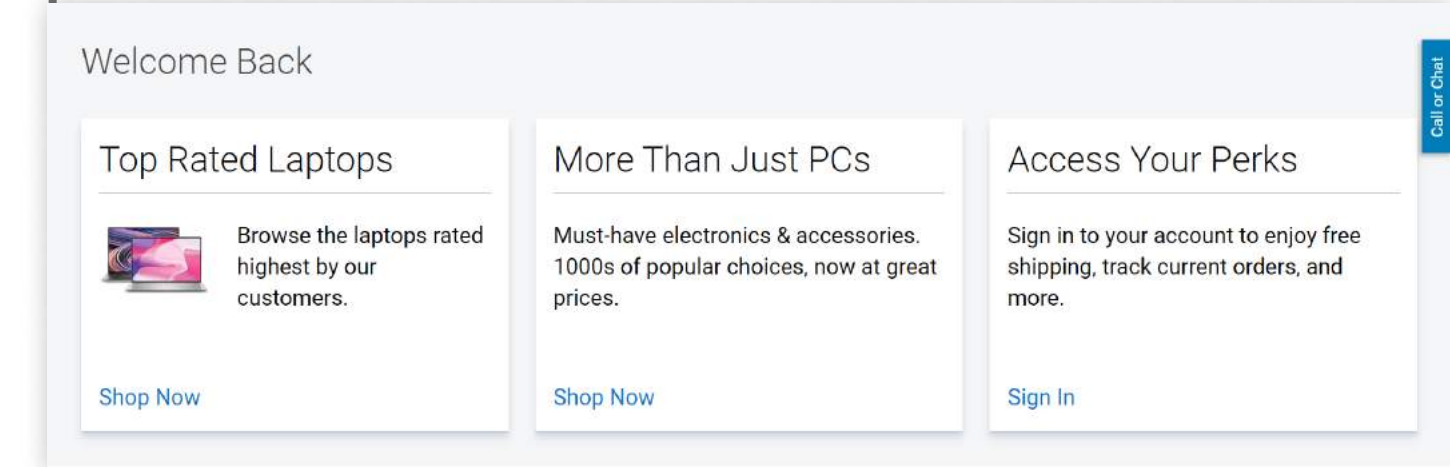 Welcome Back
Call or Chat
Top Rated Laptops
Browse the laptops rated
highest by our
customers.
Shop Now
More Than Just PCs
Must-have electronics & accessories.
1000s of popular choices, now at great
prices.
Shop Now
Access Your Perks
Sign in to your account to enjoy free
shipping, track current orders, and
more.
Sign In